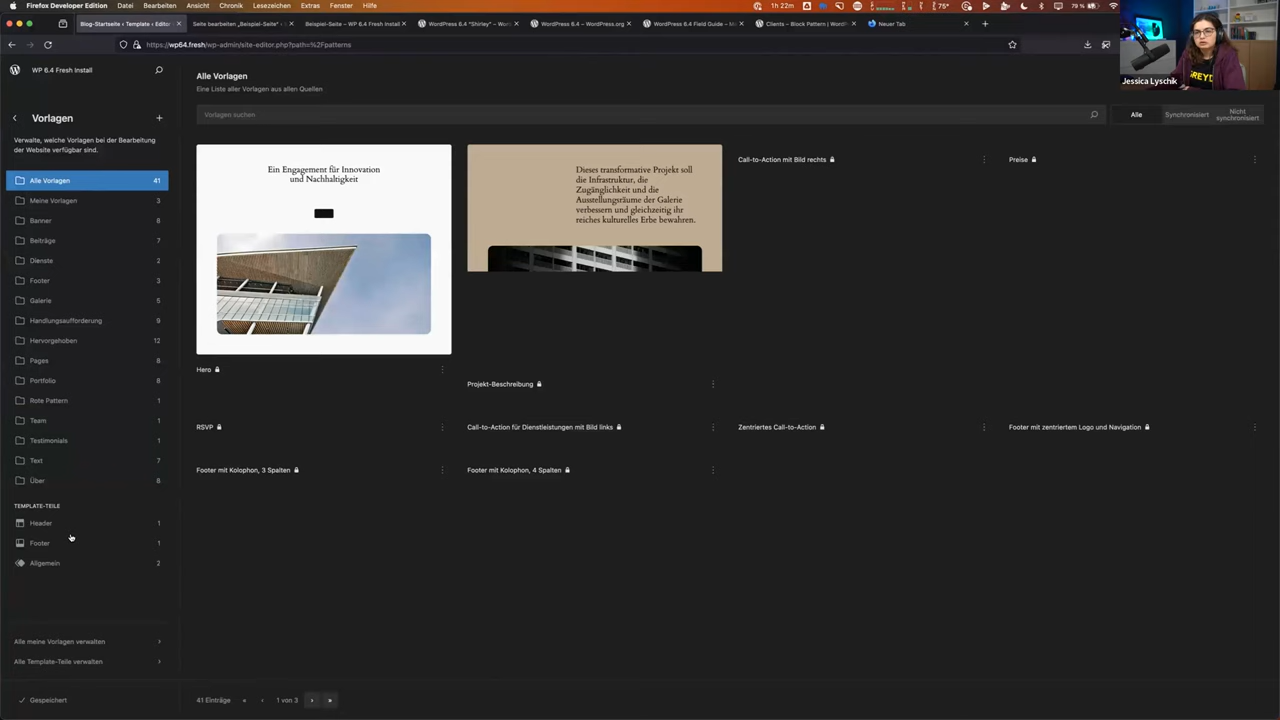 Firefox Developer Edition Datei Bearbeiten Ansicht Chronik Lesezeichen Extras Fenster Hilfe
1h 22m
75°
79 %
Blog-Startseite ‹ Template ‹ Editor
Seite bearbeiten „Beispiel-Seite“ ‹
Beispiel-Seite – WP 6.4 Fresh Install
WordPress 6.4 "Shirley" – Wor
WordPress 6.4 – WordPress.org
WordPress 6.4 Field Guide – M
Clients – Block Pattern | WordP
Neuer Tab
https://wp64.fresh/wp-admin/site-editor.php?path=%2Fpatterns
Jessica Lyschik
WP 6.4 Fresh Install
Vorlagen
Verwalte, welche Vorlagen bei der Bearbeitung
der Website verfügbar sind.
Alle Vorlagen 41
Meine Vorlagen 3
Banner 8
Beiträge 7
Dienste 2
Footer 3
Galerie 5
Handlungsaufforderung 9
Hervorgehoben 12
Pages 8
Portfolio 8
Rote Pattern 1
Team 1
Testimonials 1
Text 7
Über 8
TEMPLATE-TEILE
Header 1
Footer 1
Allgemein 2
Alle meine Vorlagen verwalten
Alle Template-Teile verwalten
Gespeichert
Alle Vorlagen
Eine Liste aller Vorlagen aus allen Quellen
Vorlagen suchen
Alle
Synchronisiert
Nicht
synchronisiert
Ein Engagement für Innovation
und Nachhaltigkeit
Dieses transformative Projekt soll
die Infrastruktur, die
Zugänglichkeit und die
Ausstellungsräume der Galerie
verbessern und gleichzeitig ihr
reiches kulturelles Erbe bewahren.
Call-to-Action mit Bild rechts
Preise
Hero
Projekt-Beschreibung
RSVP
Call-to-Action für Dienstleistungen mit Bild links
Zentriertes Call-to-Action
Footer mit zentriertem Logo und Navigation
Footer mit Kolophon, 3 Spalten
Footer mit Kolophon, 4 Spalten
41 Einträge « ‹ 1 von 3 › »